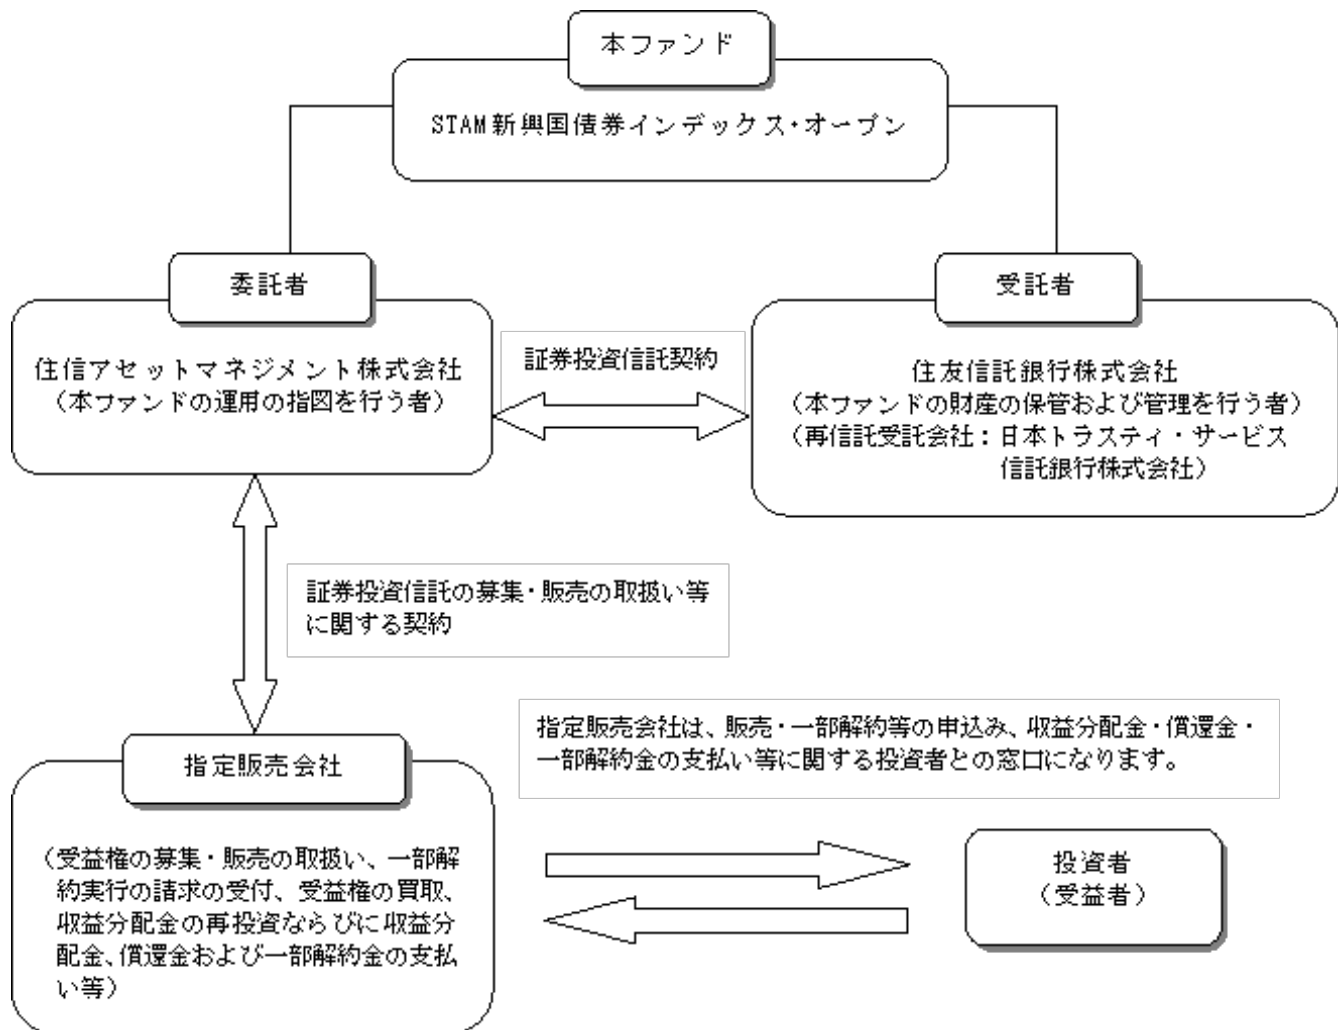 本ファンド
STAM新興国債券インデックス・オープン
委託者
住信アセットマネジメント株式会社
（本ファンドの運用の指図を行う者）
証券投資信託契約
受託者
住友信託銀行株式会社
（本ファンドの財産の保管および管理を行う者）
（再信託受託会社：日本トラスティ・サービス
信託銀行株式会社）
証券投資信託の募集・販売の取扱い等
に関する契約
指定販売会社は、販売・一部解約等の申込み、収益分配金・償還金・
一部解約金の支払い等に関する投資者との窓口になります。
指定販売会社
（受益権の募集・販売の取扱い、一部解
約実行の請求の受付、受益権の買取、
収益分配金の再投資ならびに収益分
配金、償還金および一部解約金の支払
い等）
投資者
（受益者）